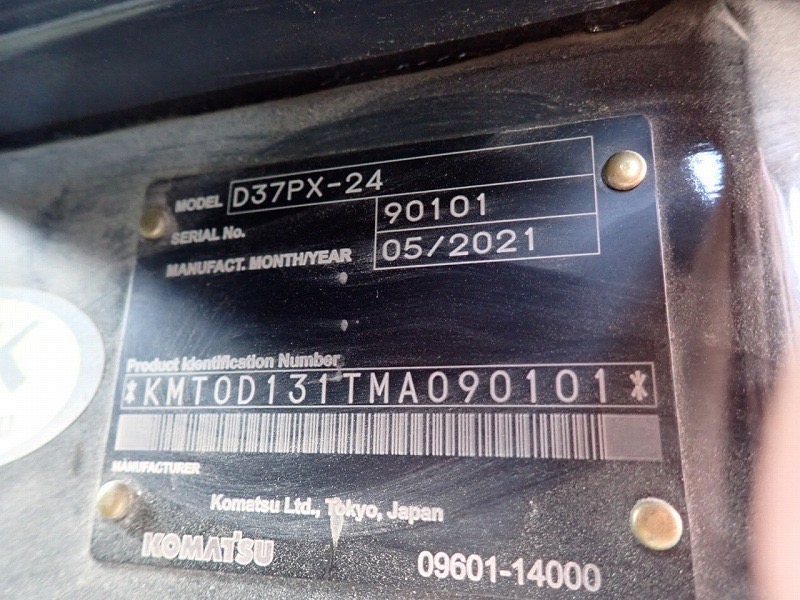 MODEL D37PX-24
SERIAL No. 90101
MANUFACT. MONTH/YEAR 05/2021
Product Identification Number
*KMT0D131TMA090101*
MANUFACTURER
Komatsu Ltd., Tokyo, Japan
KOMATSU
09601-14000